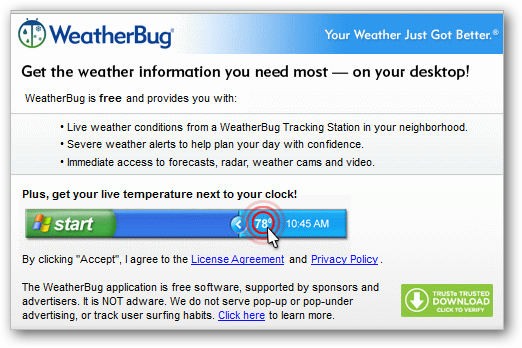 WeatherBug® Your Weather Just Got Better.®
Get the weather information you need most — on your desktop!
WeatherBug is free and provides you with:
• Live weather conditions from a WeatherBug Tracking Station in your neighborhood.
• Severe weather alerts to help plan your day with confidence.
• Immediate access to forecasts, radar, weather cams and video.
Plus, get your live temperature next to your clock!
start 78° 10:45 AM
By clicking "Accept", I agree to the License Agreement and Privacy Policy.
The WeatherBug application is free software, supported by sponsors and
advertisers. It is NOT adware. We do not serve pop-up or pop-under
advertising, or track user surfing habits. Click here to learn more.
TRUSTe TRUSTED
DOWNLOAD
CLICK TO VERIFY